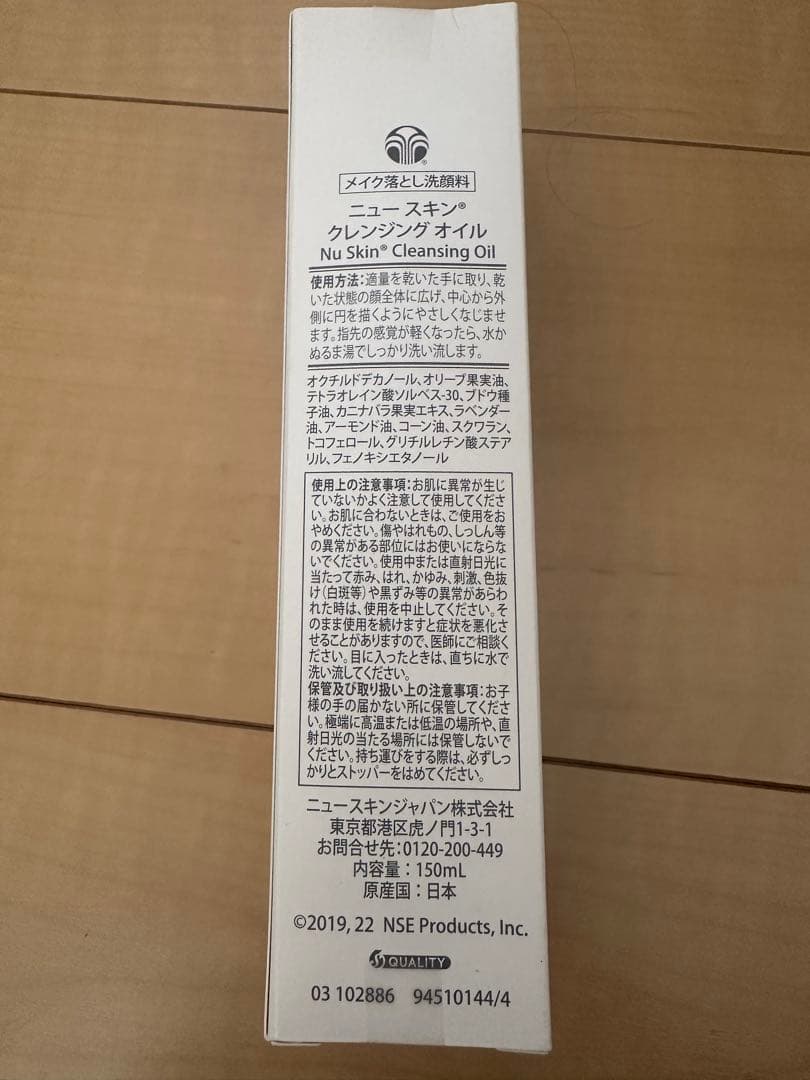 メイク落とし洗顔料
ニュー スキン®
クレンジング オイル
Nu Skin® Cleansing Oil
使用方法：適量を乾いた手に取り、乾
いた状態の顔全体に広げ、中心から外
側に円を描くようにやさしくなじませ
ます。指先の感覚が軽くなったら、水か
ぬるま湯でしっかり洗い流します。
オクチルドデカノール、オリーブ果実油、
テトラオレイン酸ソルベス-30、ブドウ種
子油、カニナバラ果実エキス、ラベンダー
油、アーモンド油、コーン油、スクワラン、
トコフェロール、グリチルレチン酸ステア
リル、フェノキシエタノール
使用上の注意事項：お肌に異常が生じ
ていないかよく注意して使用してくださ
い。お肌に合わないときは、ご使用をお
やめください。傷やはれもの、しっしん等
の異常がある部位にはお使いにならな
いでください。使用中または直射日光に
当たって赤み、はれ、かゆみ、刺激、色抜
け（白斑等）や黒ずみ等の異常があらわ
れた時は、使用を中止してください。そ
のまま使用を続けますと症状を悪化さ
せることがありますので、医師にご相談く
ださい。目に入ったときは、直ちに水で
洗い流してください。
保管及び取り扱い上の注意事項：お子
様の手の届かない所に保管してくださ
い。極端に高温または低温の場所や、直
射日光の当たる場所には保管しないで
ください。持ち運びをする際は、必ずしっ
かりとストッパーをはめてください。
ニュースキンジャパン株式会社
東京都港区虎ノ門1-3-1
お問合せ先：0120-200-449
内容量：150mL
原産国：日本
©2019, 22 NSE Products, Inc.
QUALITY
03 102886 94510144/4